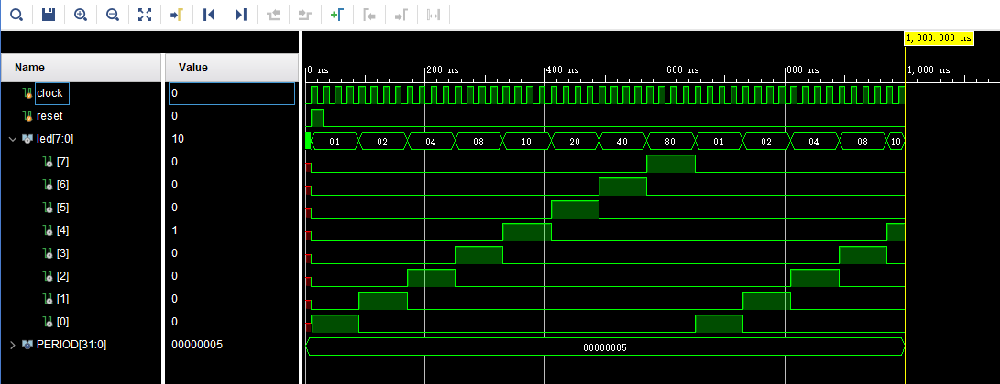 1,000.000 ns
Name Value
0 ns 200 ns 400 ns 600 ns 800 ns 1,000 ns
clock 0
reset 0
led[7:0] 10 01 02 04 08 10 20 40 80 01 02 04 08 10
[7] 0
[6] 0
[5] 0
[4] 1
[3] 0
[2] 0
[1] 0
[0] 0
PERIOD[31:0] 00000005 00000005